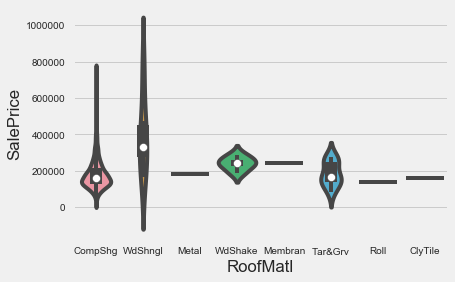 1000000
800000
600000
400000
200000
0
SalePrice
CompShg WdShngl Metal WdShake Membran Tar&Grv Roll ClyTile
RoofMatl